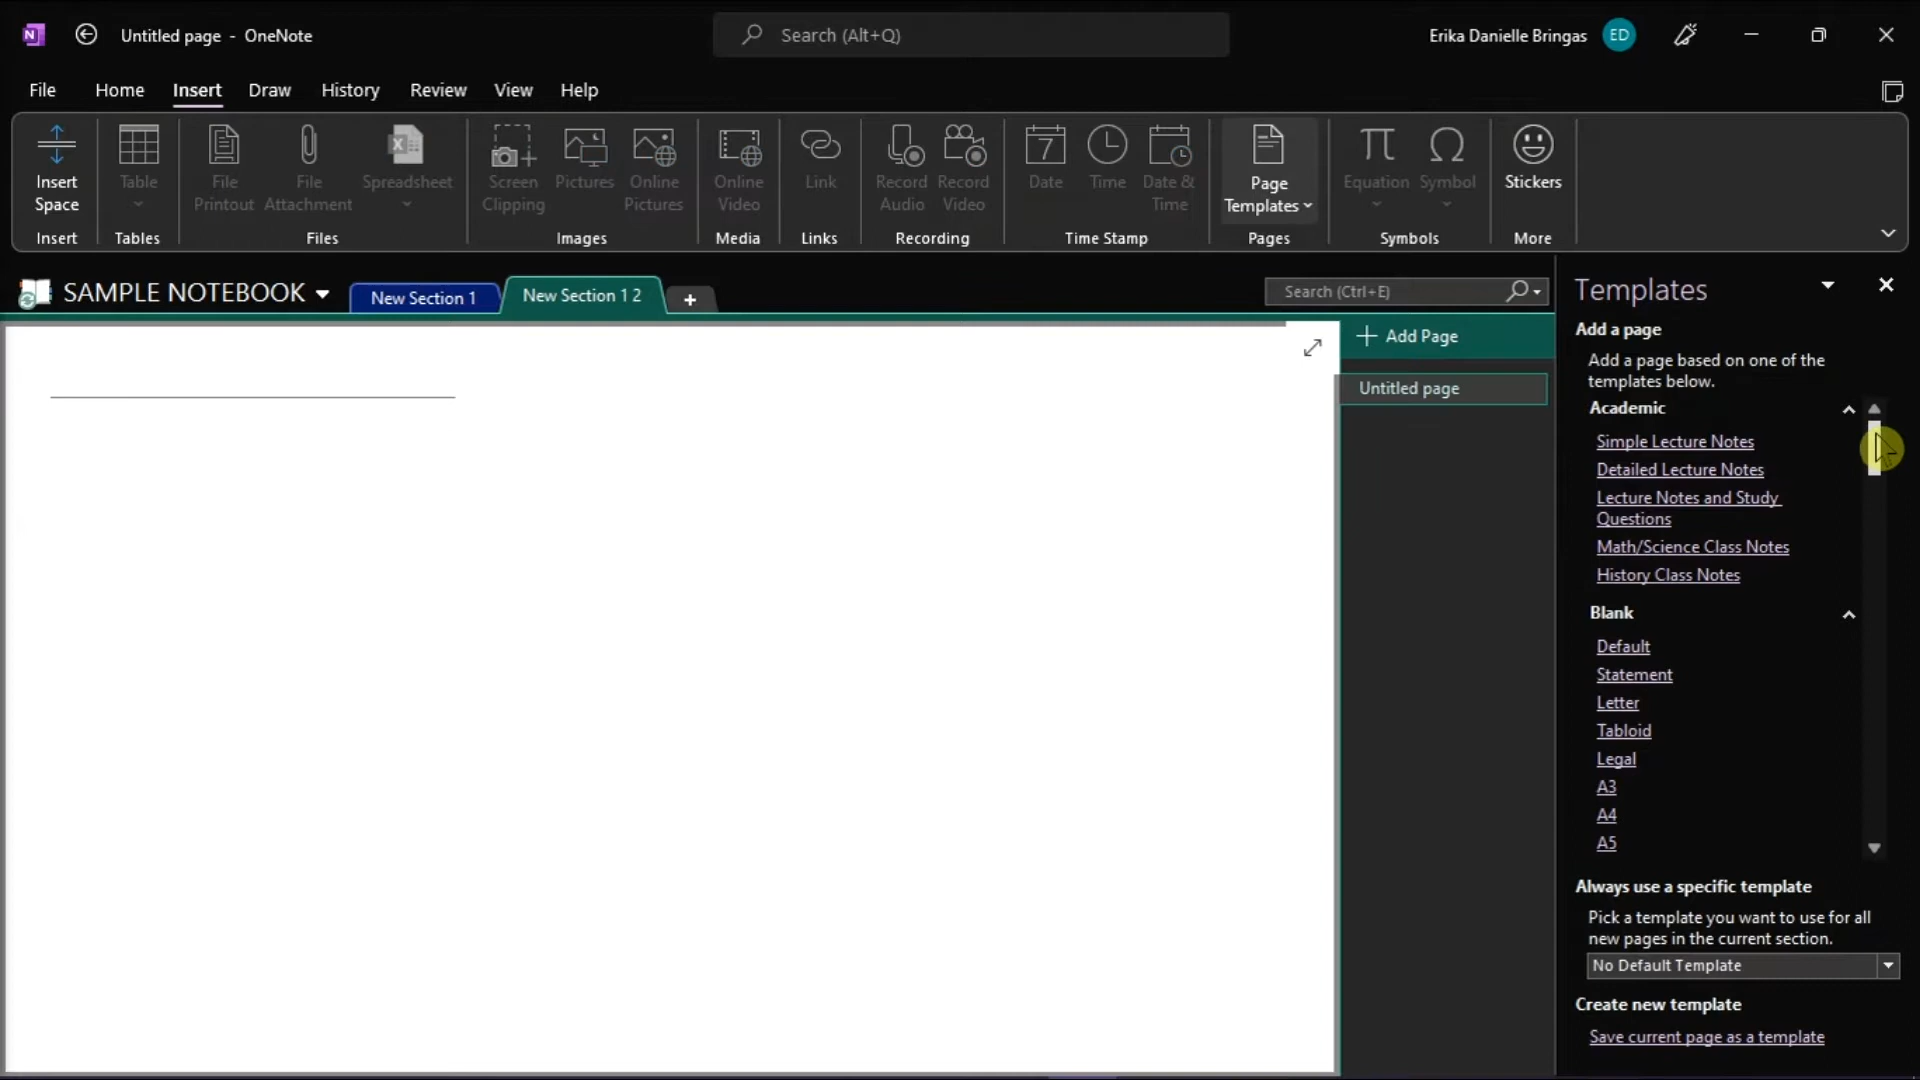 N Untitled page - OneNote Search (Alt+Q) Erika Danielle Bringas ED
File Home Insert Draw History Review View Help
Insert Space
Table
File Printout
File Attachment
Spreadsheet
Screen Clipping
Pictures
Online Pictures
Online Video
Link
Record Audio
Record Video
7
Date
Time
Date & Time
Page Templates
π
Equation
Ω
Symbol
Stickers
Insert Tables Files Images Media Links Recording Time Stamp Pages Symbols More
SAMPLE NOTEBOOK New Section 1 New Section 1 2 + Search (Ctrl+E)
Add Page
Untitled page
Templates
Add a page
Add a page based on one of the
templates below.
Academic
Simple Lecture Notes
Detailed Lecture Notes
Lecture Notes and Study
Questions
Math/Science Class Notes
History Class Notes
Blank
Default
Statement
Letter
Tabloid
Legal
A3
A4
A5
Always use a specific template
Pick a template you want to use for all
new pages in the current section.
No Default Template
Create new template
Save current page as a template